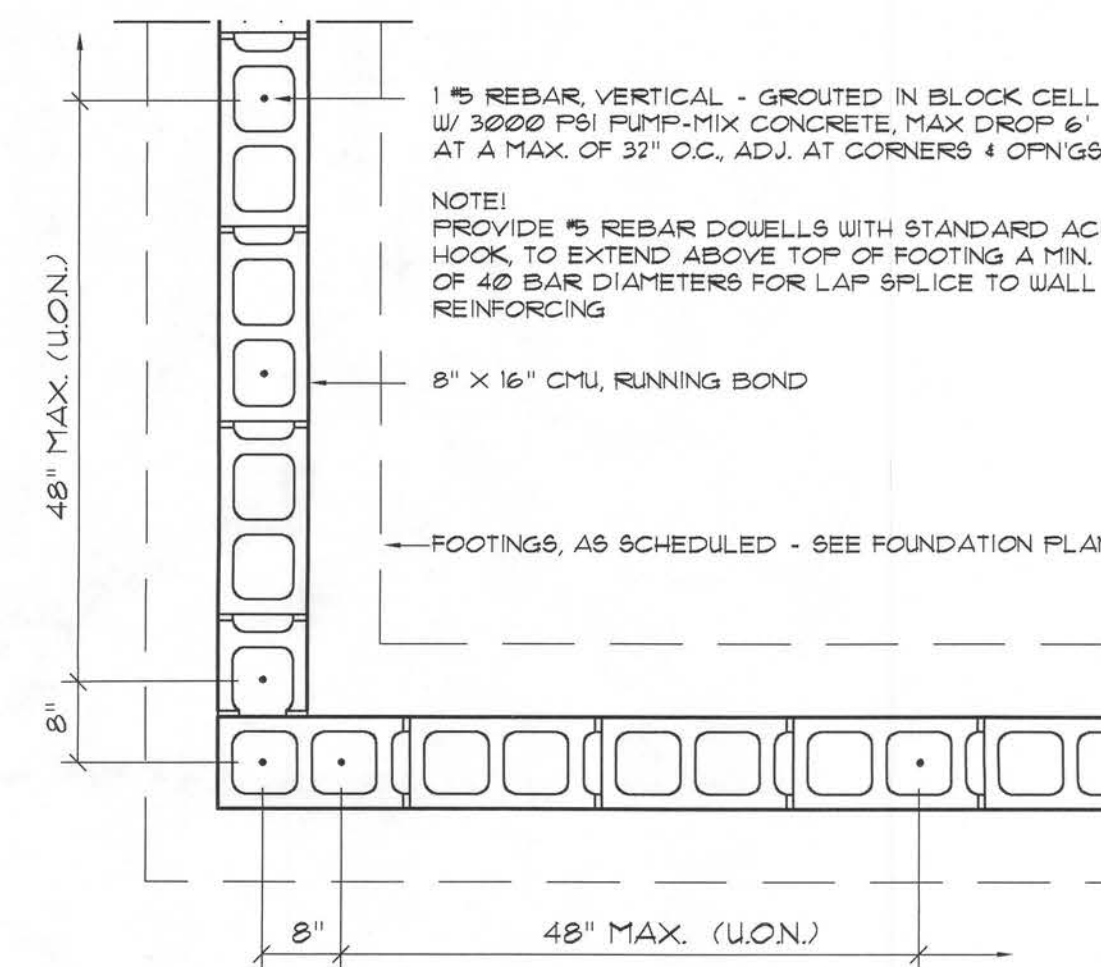 1 #5 REBAR, VERTICAL - GROUTED IN BLOCK CELL
W/ 3000 PSI PUMP-MIX CONCRETE, MAX DROP 6'
AT A MAX. OF 32" O.C., ADJ. AT CORNERS & OPN'GS
NOTE!
PROVIDE #5 REBAR DOWELLS WITH STANDARD
HOOK, TO EXTEND ABOVE TOP OF FOOTING A MIN.
OF 40 BAR DIAMETERS FOR LAP SPLICE TO WALL
REINFORCING
8" X 16" CMU, RUNNING BOND
FOOTINGS, AS SCHEDULED - SEE FOUNDATION PLAN
48" MAX. (U.O.N.)
8"
8"
48" MAX. (U.O.N.)